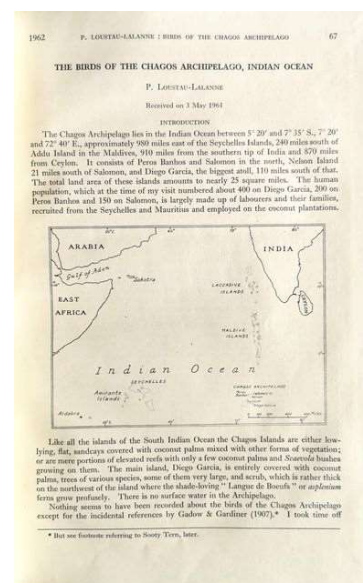 1962
P. LOUSTAU-LALANNE : BIRDS OF THE CHAGOS ARCHIPELAGO
67
THE BIRDS OF THE CHAGOS ARCHIPELAGO, INDIAN OCEAN
P. LOUSTAU-LALANNE
Received on 3 May 1961
INTRODUCTION
The Chagos Archipelago lies in the Indian Ocean between 5° 20' and 7° 35' S., 7° 20'
and 72° 40' E., approximately 980 miles east of the Seychelles Islands, 240 miles south of
Addu Island in the Maldives, 910 miles from the southern tip of India and 870 miles
from Ceylon. It consists of Peros Banhos and Salomon in the north, Nelson Island
21 miles south of Salomon, and Diego Garcia, the biggest atoll, 110 miles south of that.
The total land area of these islands amounts to nearly 25 square miles. The human
population, which at the time of my visit numbered about 400 on Diego Garcia, 200 on
Peros Banhos and 150 on Salomon, is largely made up of labourers and their families,
recruited from the Seychelles and Mauritius and employed on the coconut plantations.
ARABIA
INDIA
Gulf of Aden
Sokotra
EAST
AFRICA
LACCADIVE
ISLANDS
CEYLON
MALDIVE
ISLANDS
Indian Ocean
SEYCHELLES
Amirante
Islands
CHAGOS ARCHIPELAGO
Aldabra
Like all the islands of the South Indian Ocean the Chagos Islands are either low-
lying, flat, sandcays covered with coconut palms mixed with other forms of vegetation;
or are mere portions of elevated reefs with only a few coconut palms and Scaevola bushes
growing on them. The main island, Diego Garcia, is entirely covered with coconut
palms, trees of various species, some of them very large, and scrub, which is rather thick
on the northwest of the island where the shade-loving " Langue de Boeufs " or asplenium
ferns grow profusely. There is no surface water in the Archipelago.
Nothing seems to have been recorded about the birds of the Chagos Archipelago
except for the incidental references by Gadow & Gardiner (1907).* I took time off
* But see footnote referring to Sooty Tern, later.